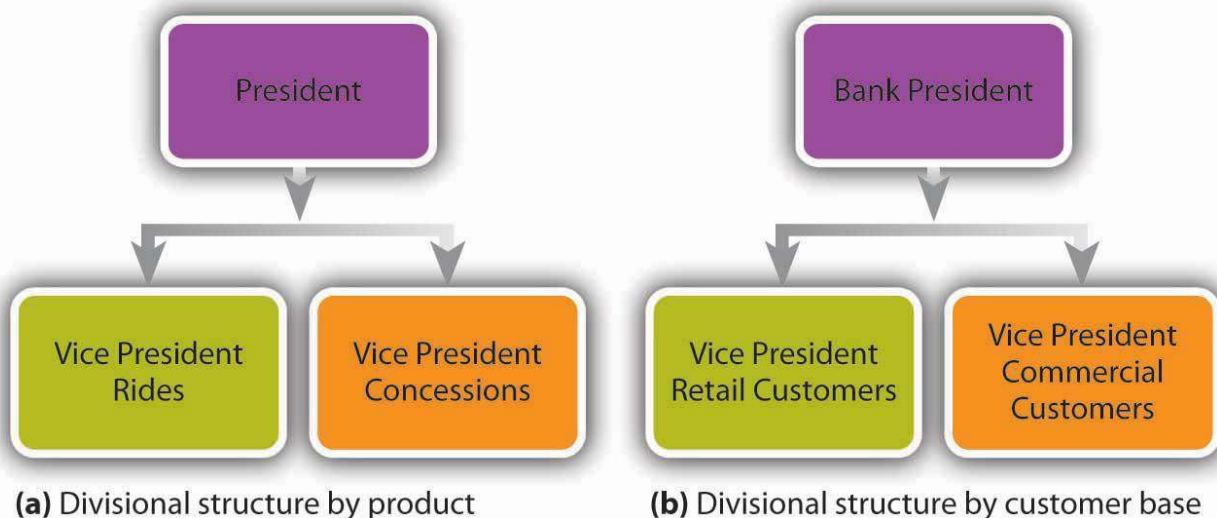 President
Vice President
Rides
Vice President
Concessions
(a) Divisional structure by product
Bank President
Vice President
Retail Customers
Vice President
Commercial
Customers
(b) Divisional structure by customer base